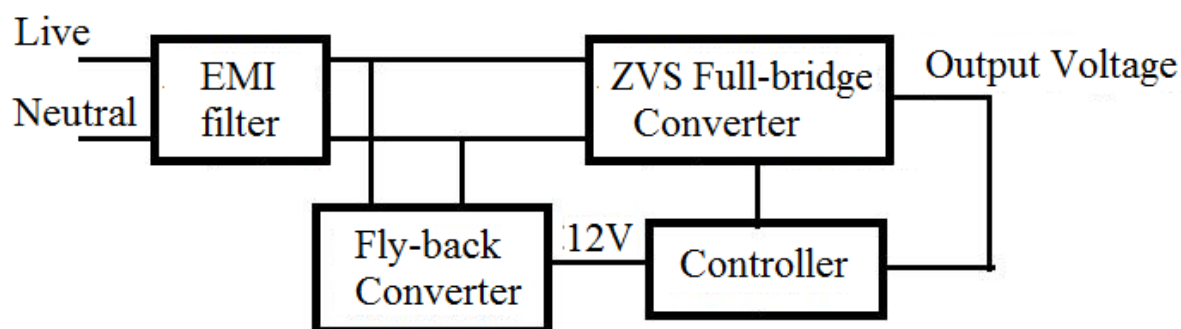 Live
Neutral
EMI
filter
ZVS Full-bridge
Converter
Output Voltage
Fly-back
Converter
12V
Controller